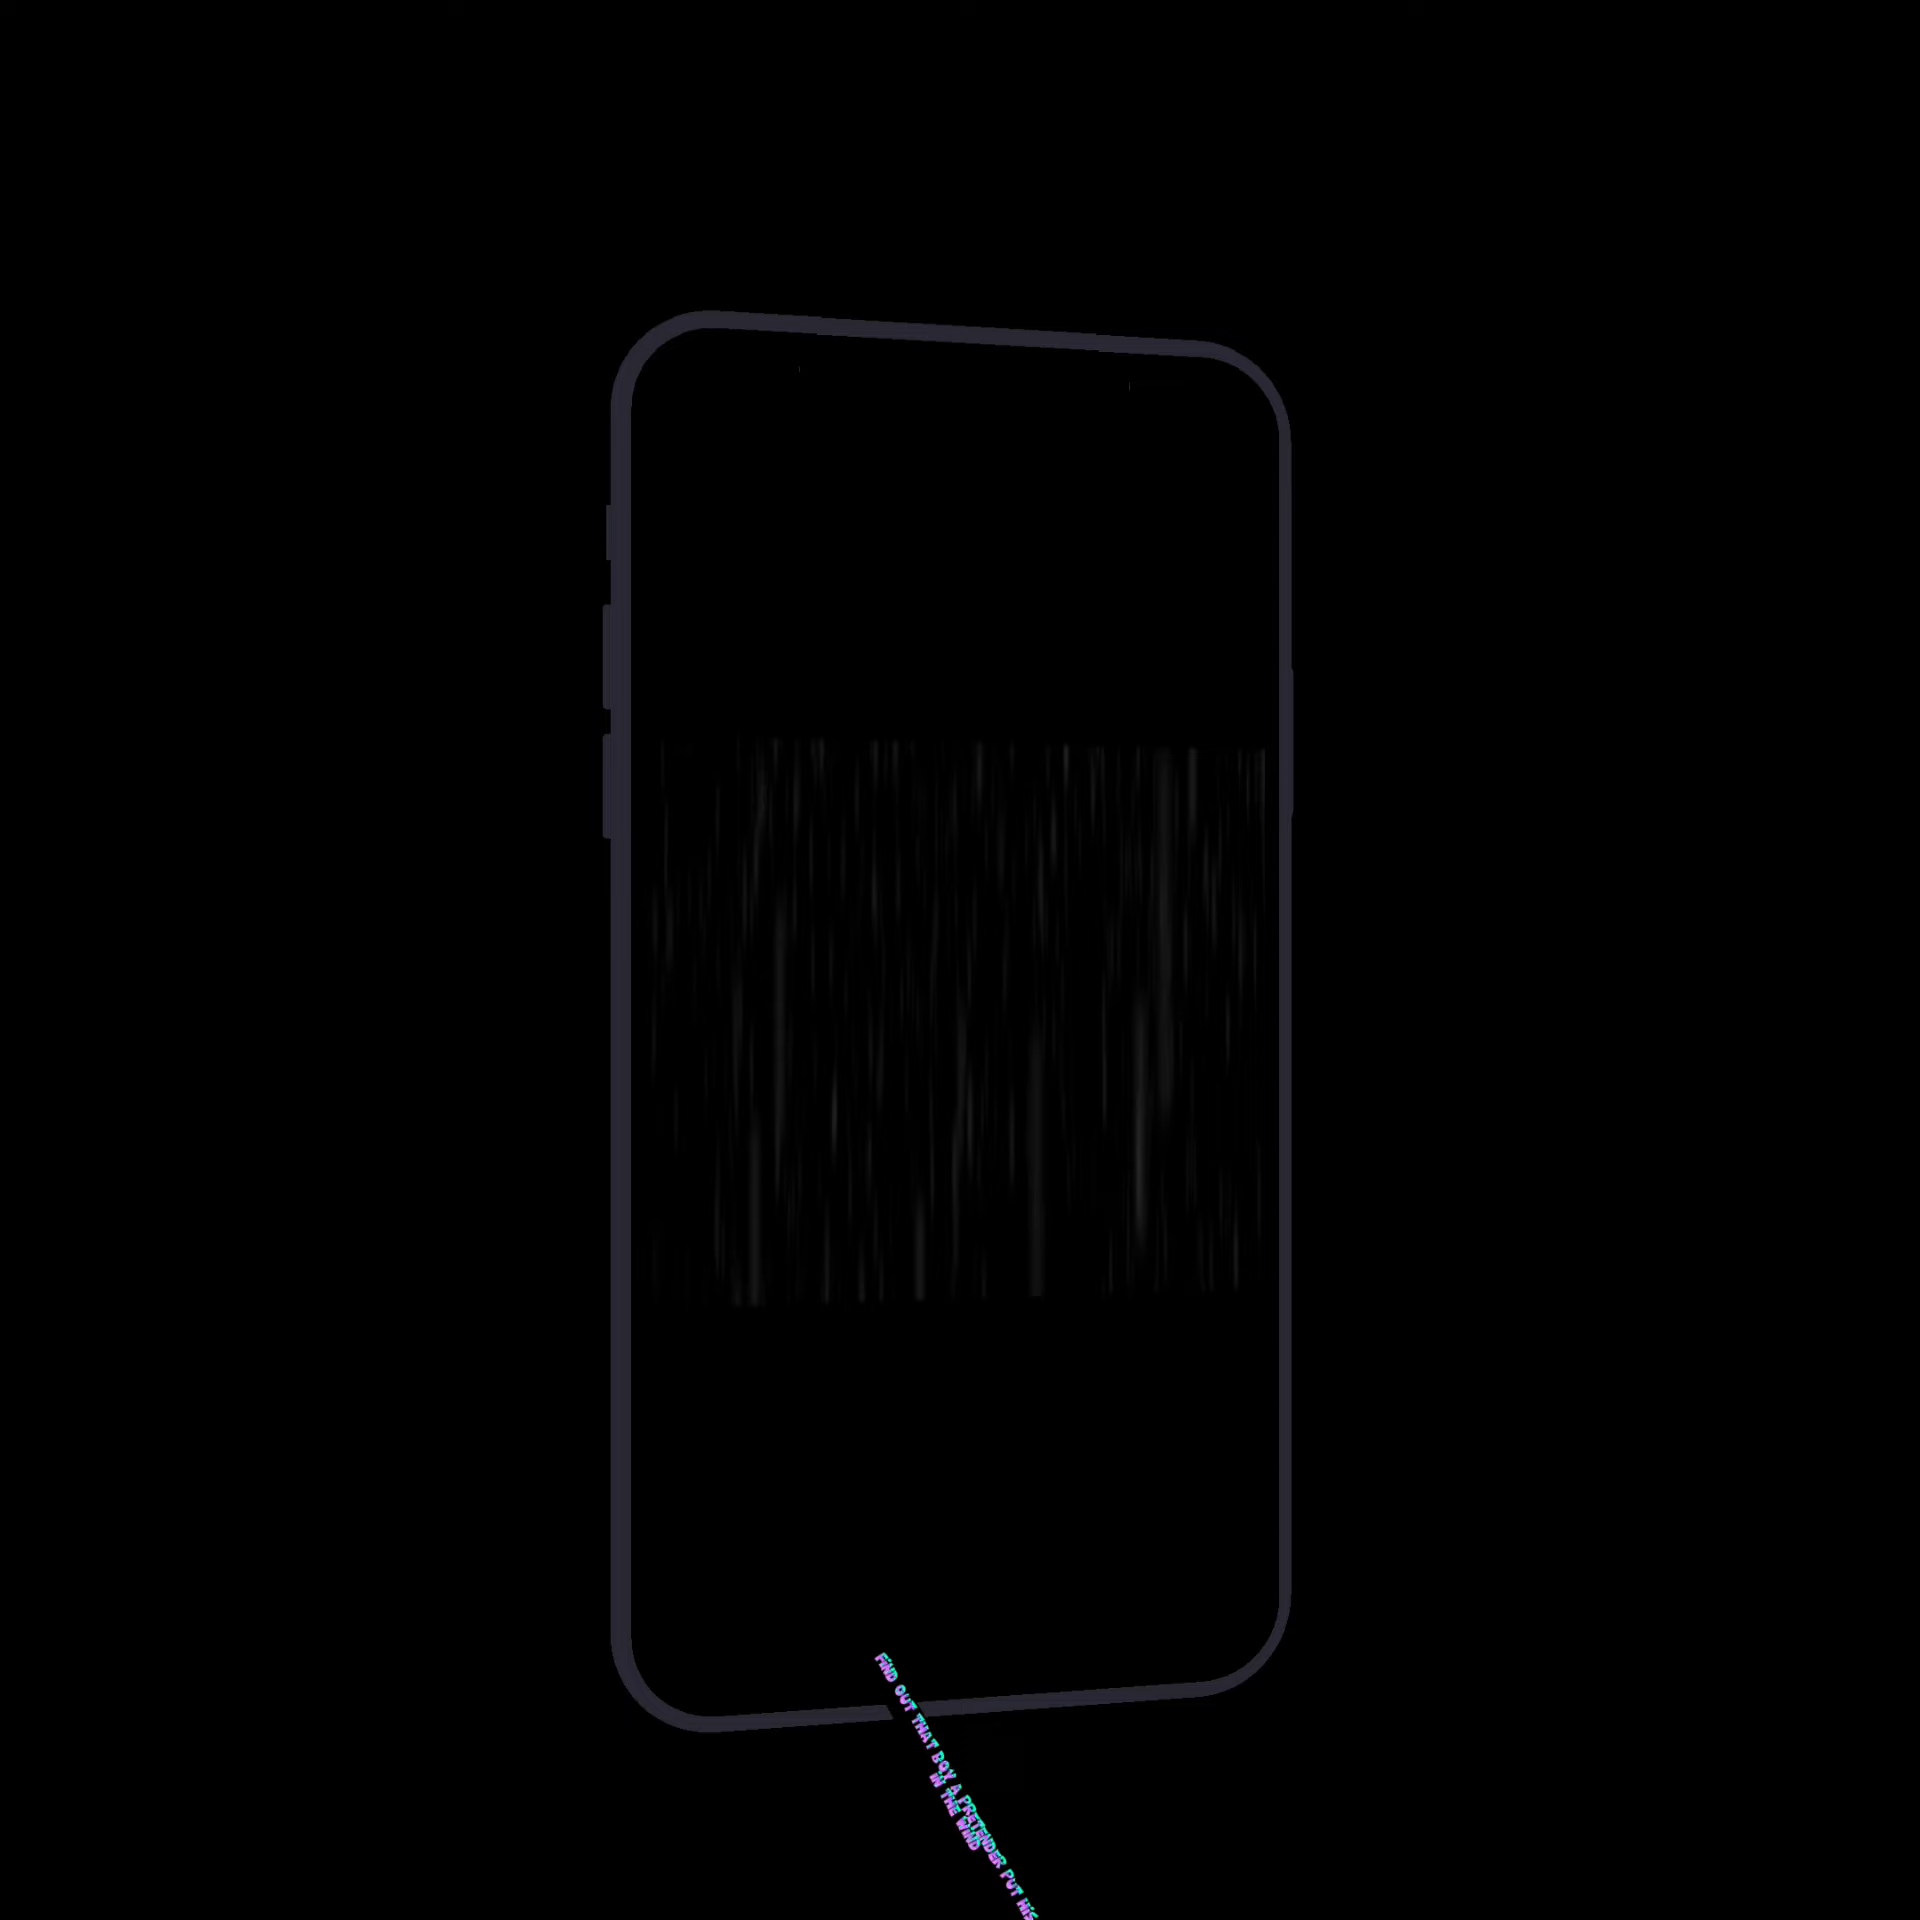 FIND OUT THAT BOY A PRETENDER PUT HIS
IN THE WIND